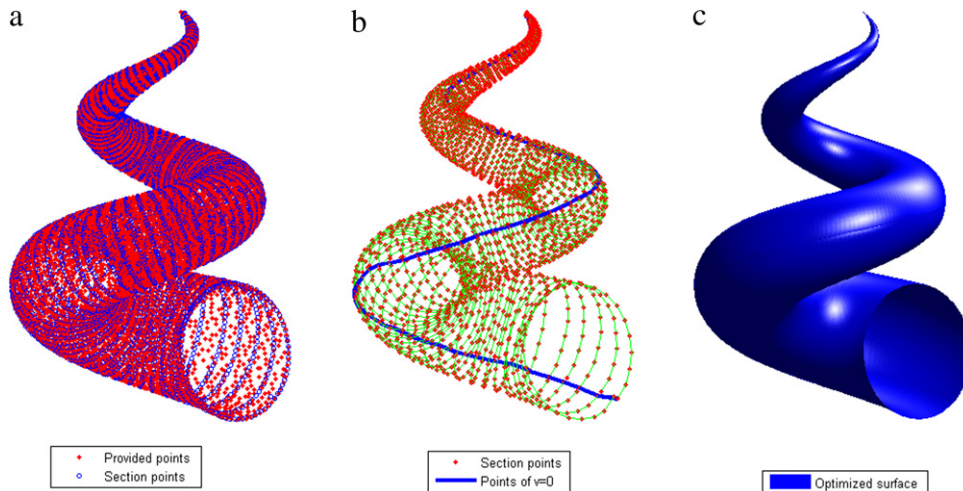 a
b
c
Provided points
Section points
Section points
Points of v=0
Optimized surface